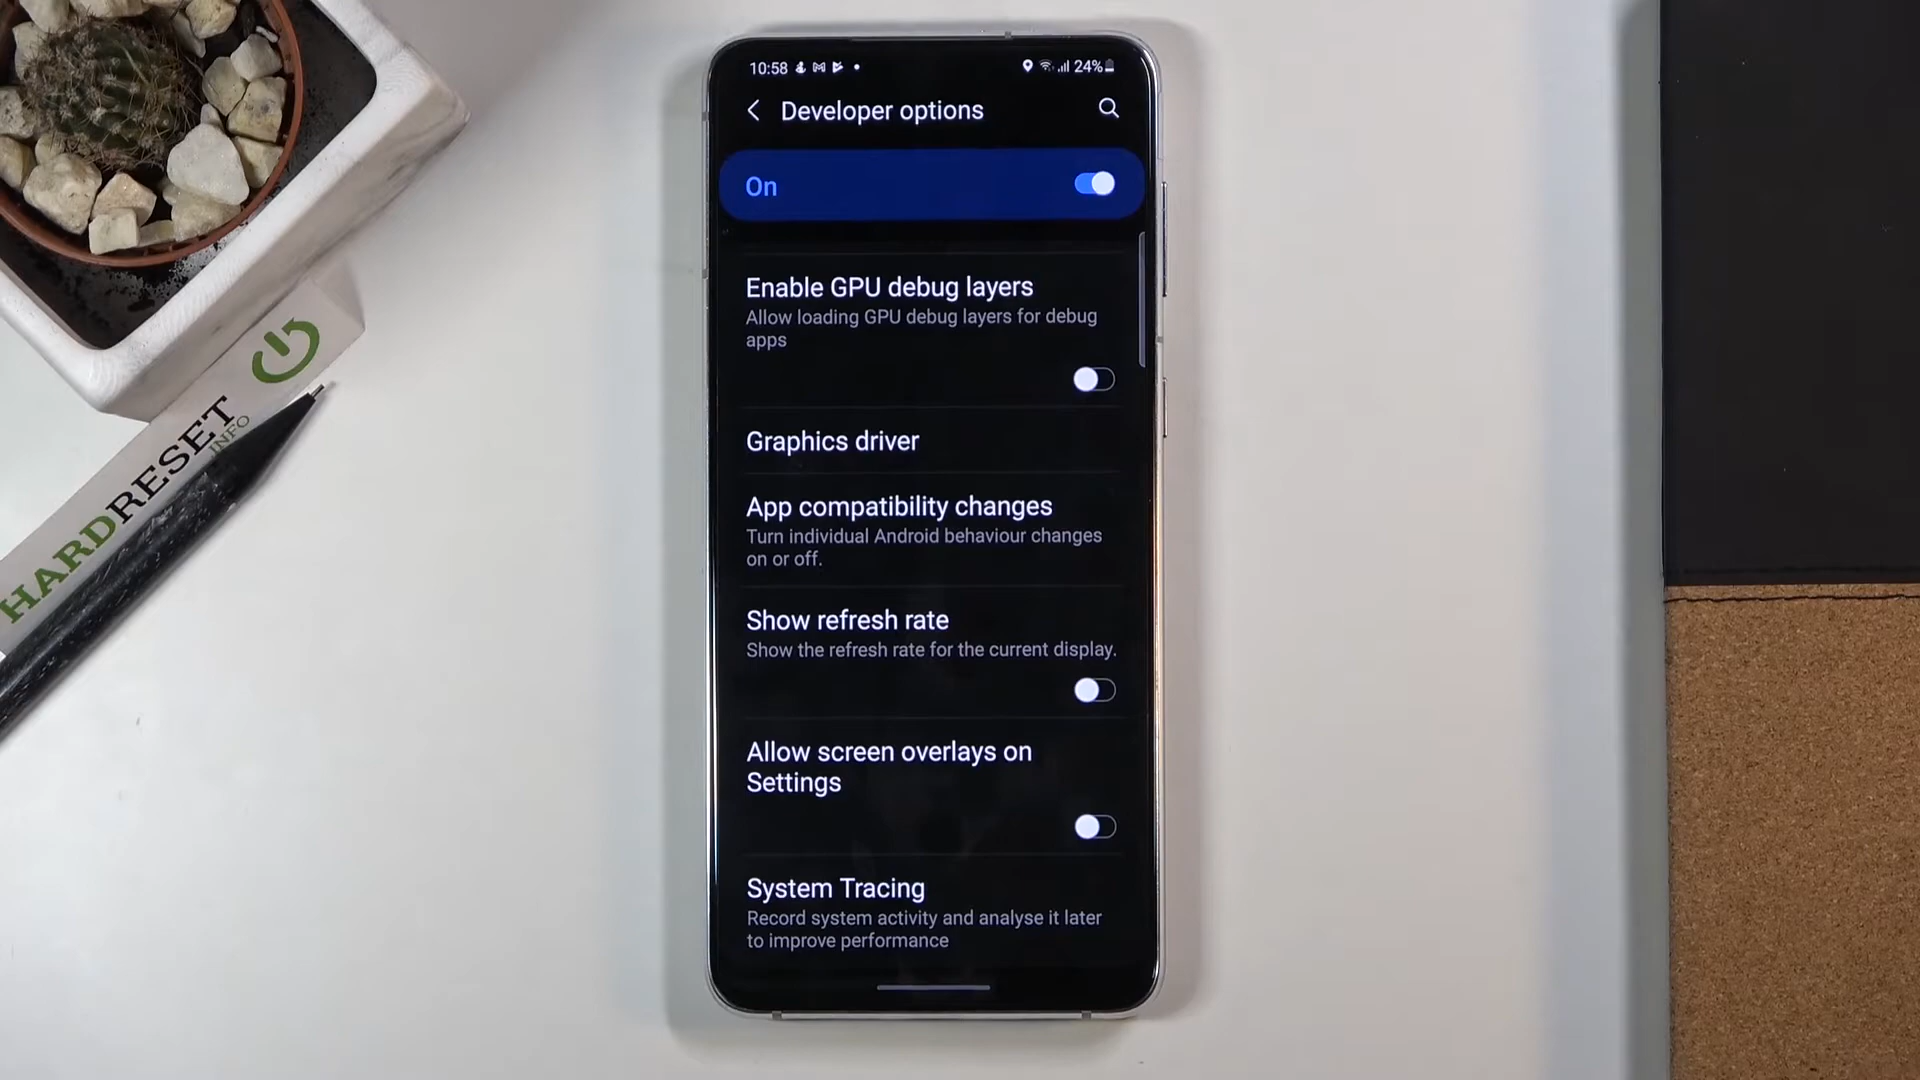 10:58
24%
Developer options
On
Enable GPU debug layers
Allow loading GPU debug layers for debug
apps
Graphics driver
App compatibility changes
Turn individual Android behaviour changes
on or off.
Show refresh rate
Show the refresh rate for the current display.
Allow screen overlays on
Settings
System Tracing
Record system activity and analyse it later
to improve performance
HARDRESET
INFO